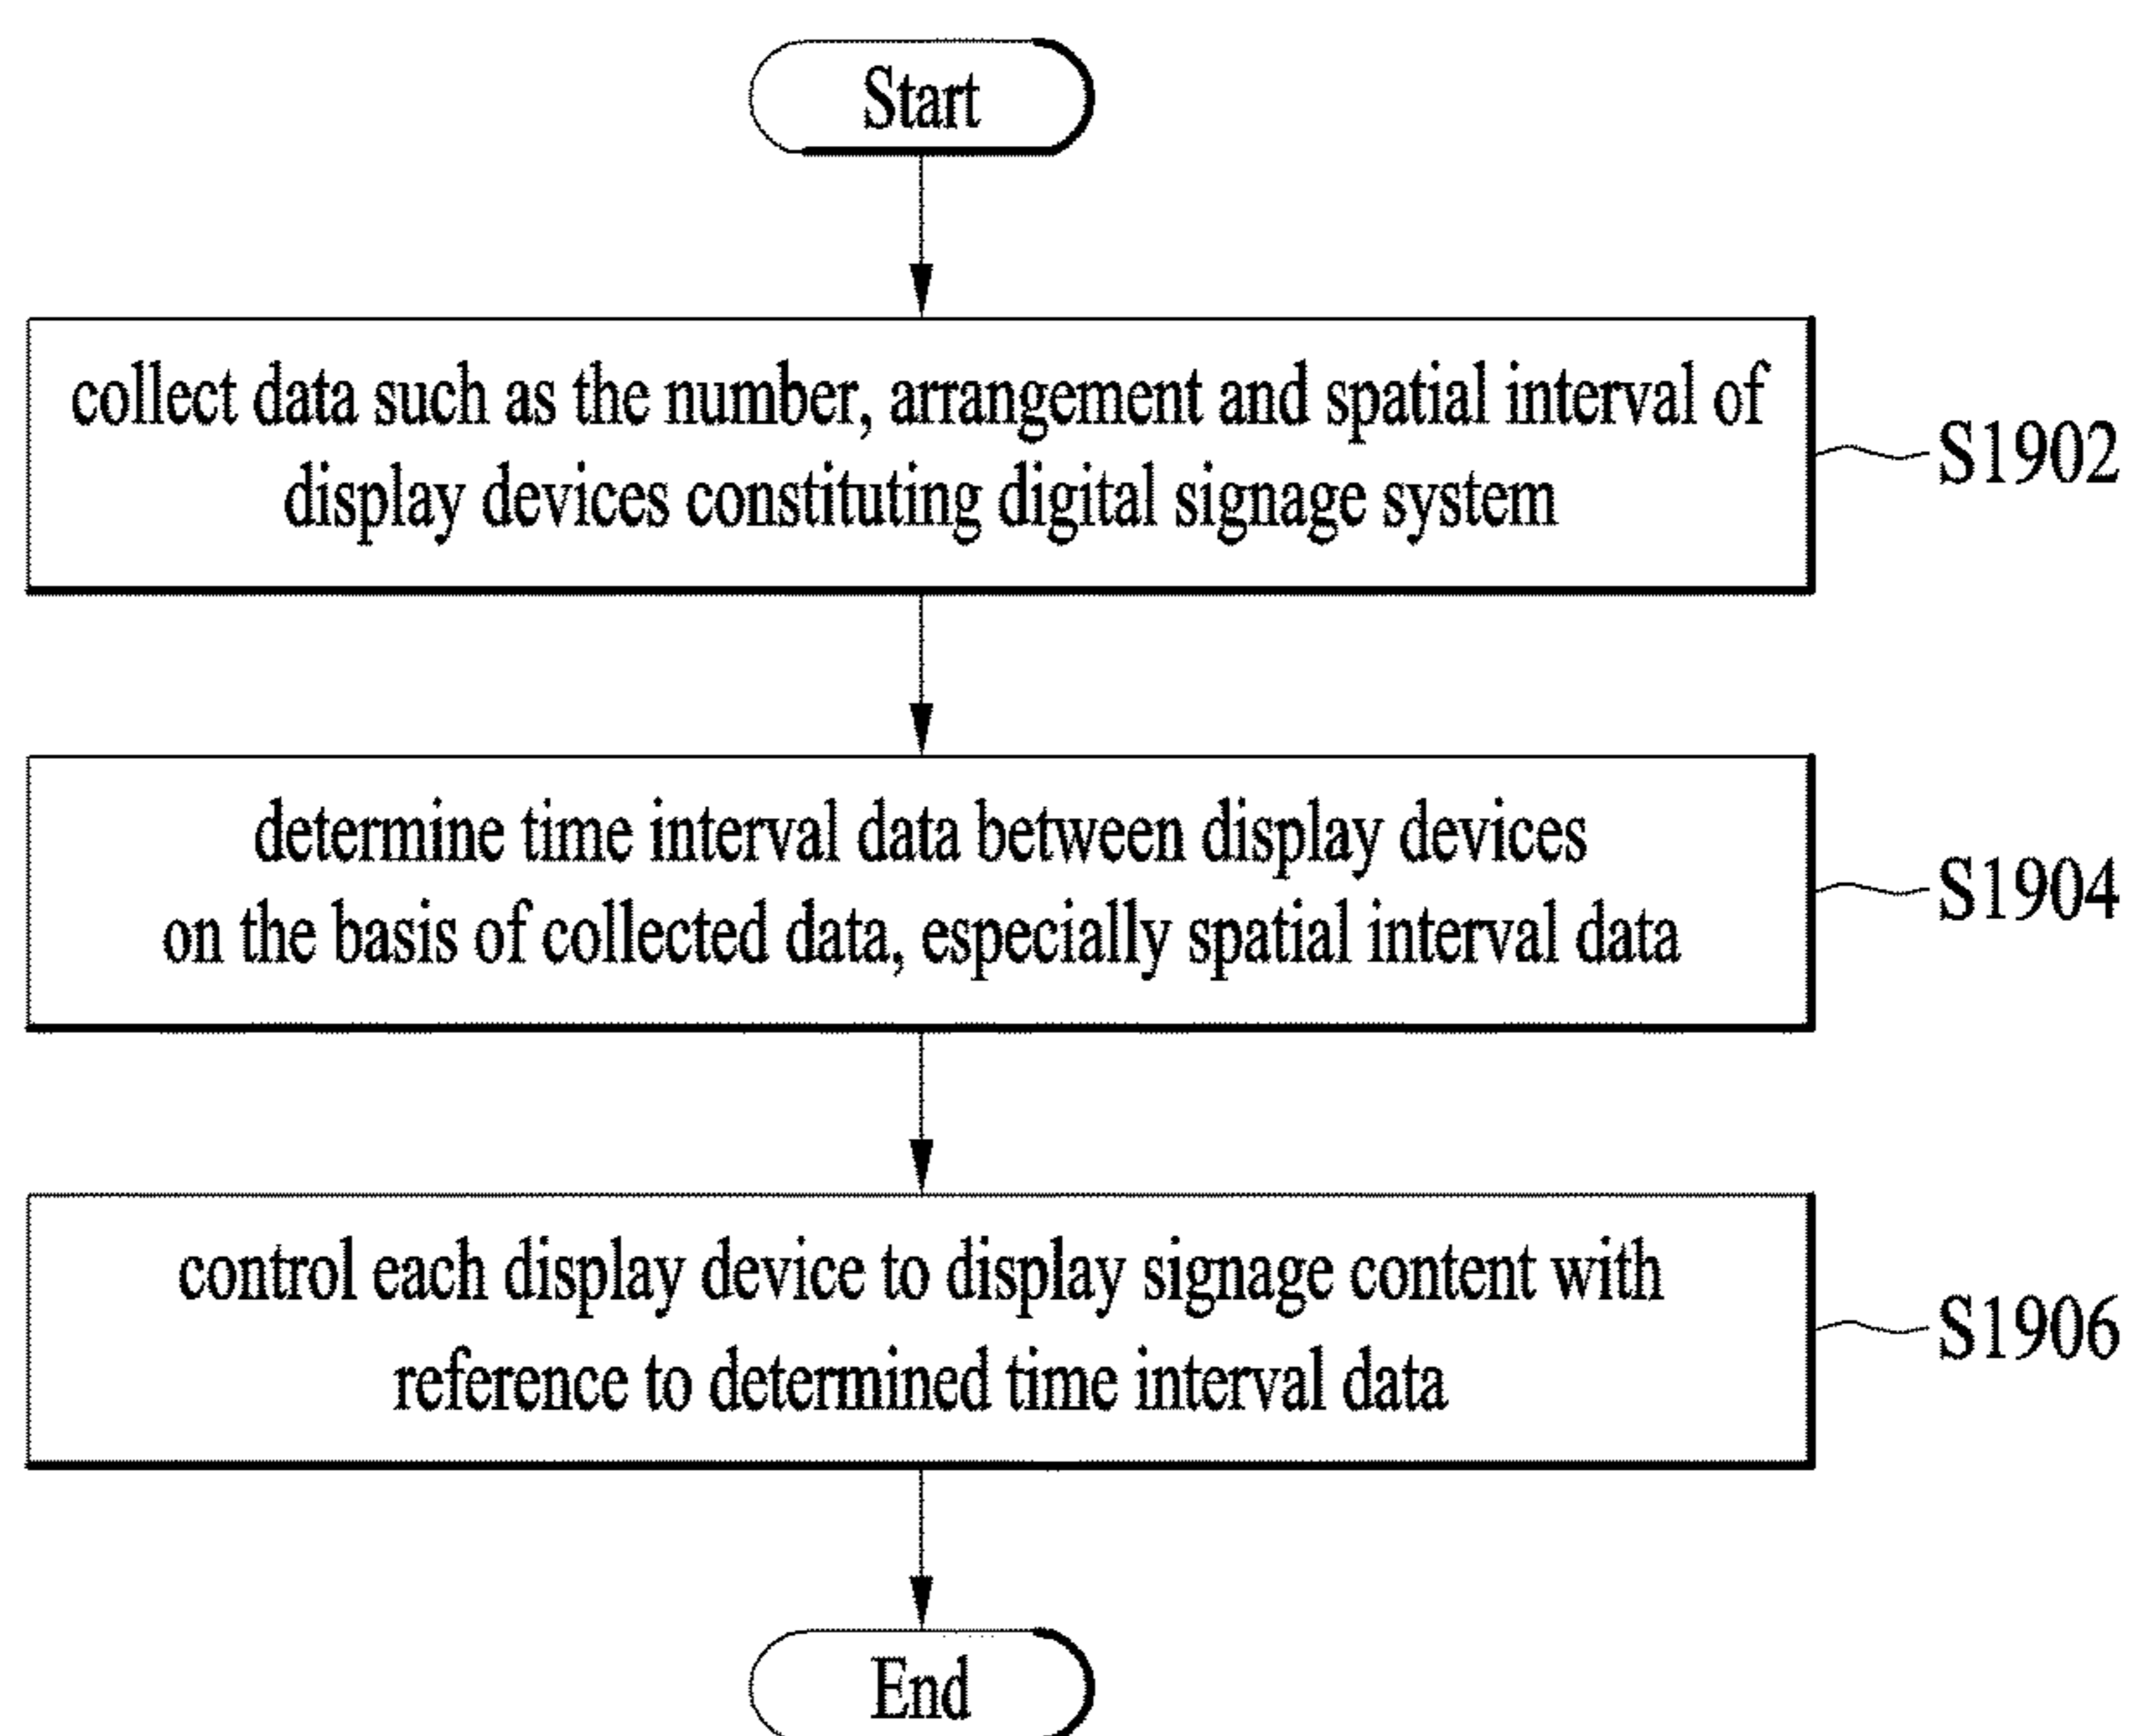 Start
collect data such as the number, arrangement and spatial interval of
display devices constituting digital signage system
S1902
determine time interval data between display devices
on the basis of collected data, especially spatial interval data
S1904
control each display device to display signage content with
reference to determined time interval data
S1906
End